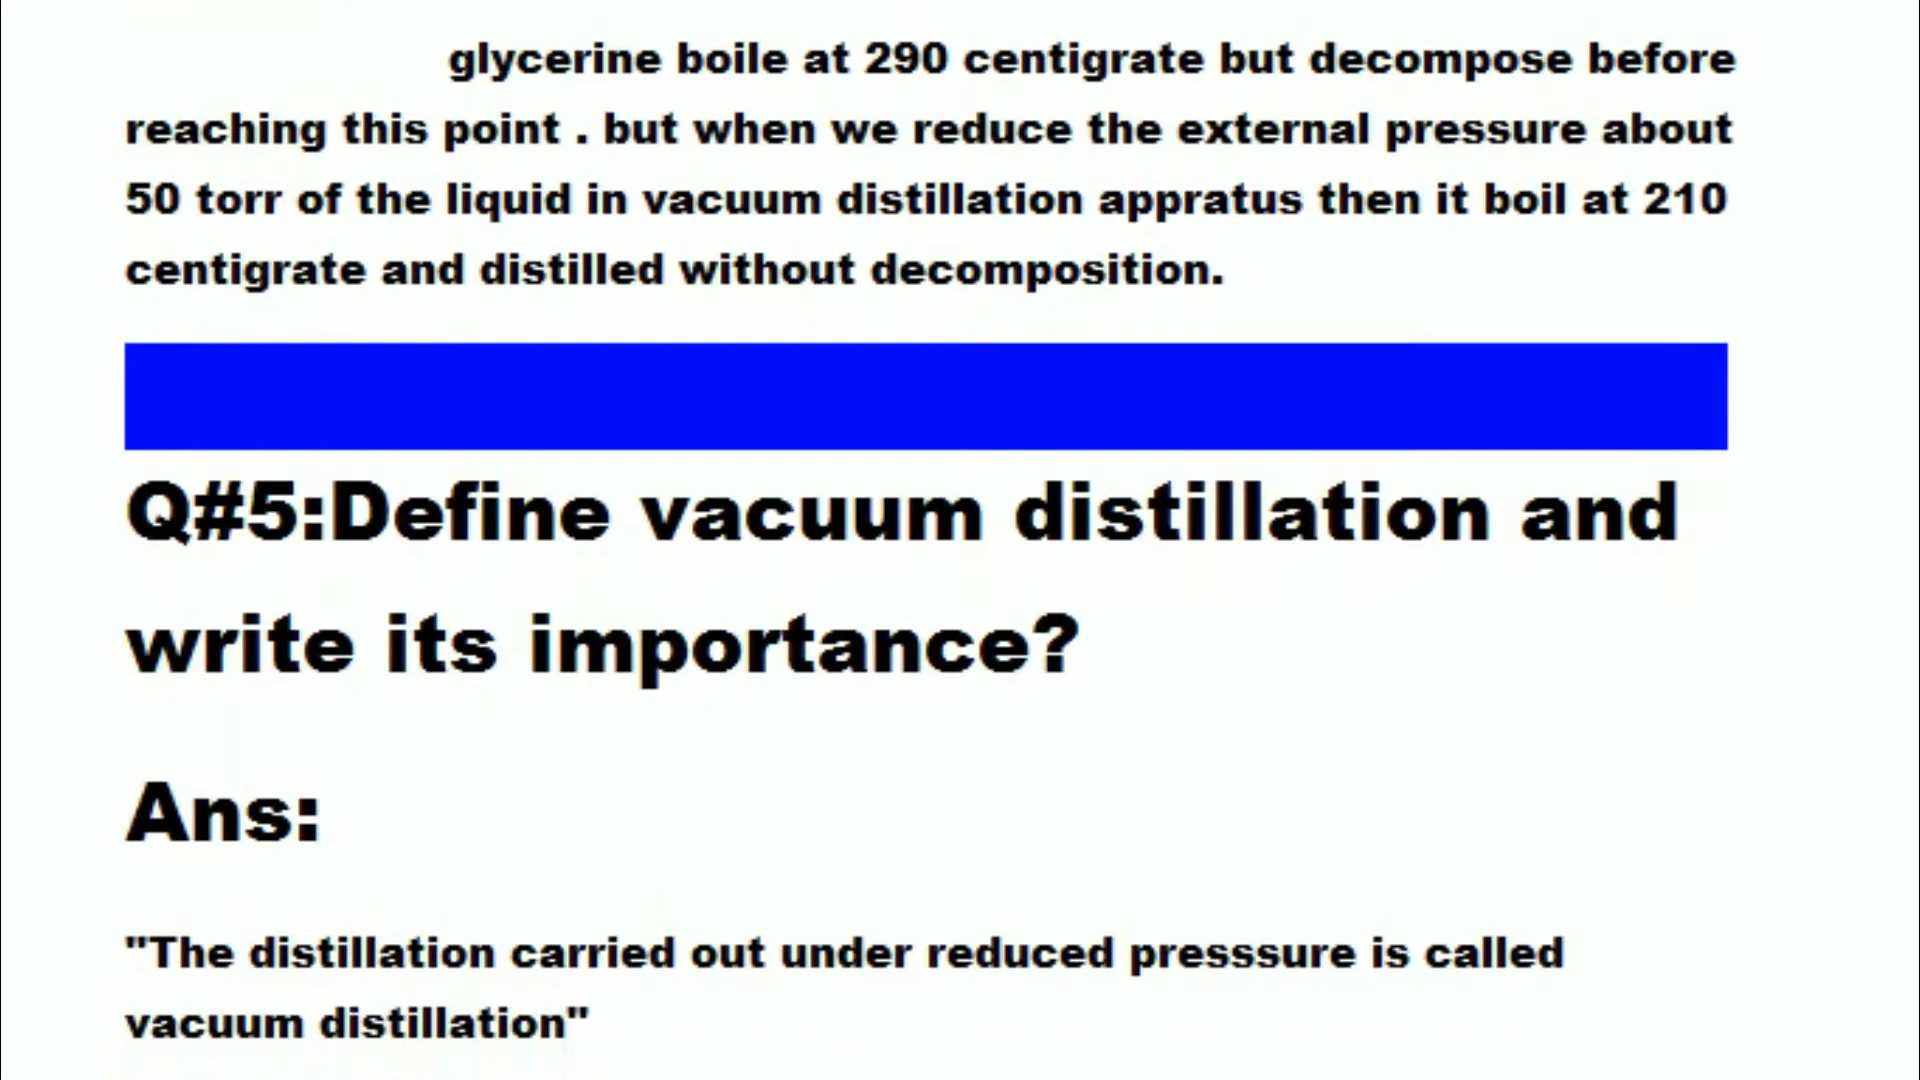 glycerine boile at 290 centigrate but decompose before
reaching this point . but when we reduce the external pressure about
50 torr of the liquid in vacuum distillation appratus then it boil at 210
centigrate and distilled without decomposition.
Q#5:Define vacuum distillation and
write its importance?
Ans:
"The distillation carried out under reduced presssure is called
vacuum distillation"